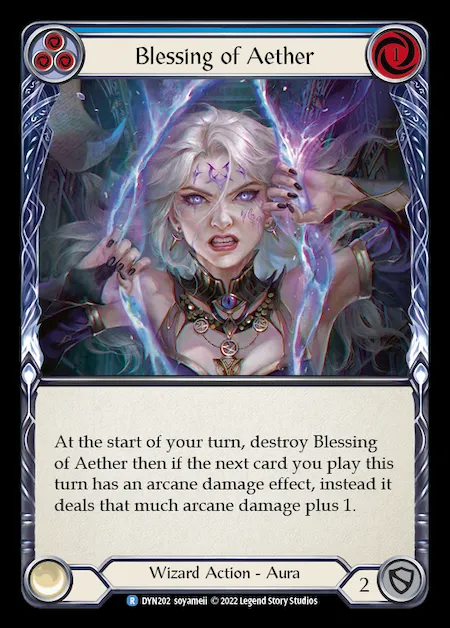 Blessing of Aether
1
At the start of your turn, destroy Blessing
of Aether then if the next card you play this
turn has an arcane damage effect, instead it
deals that much arcane damage plus 1.
Wizard Action - Aura
2
R DYN202 soyameii © 2022 Legend Story Studios